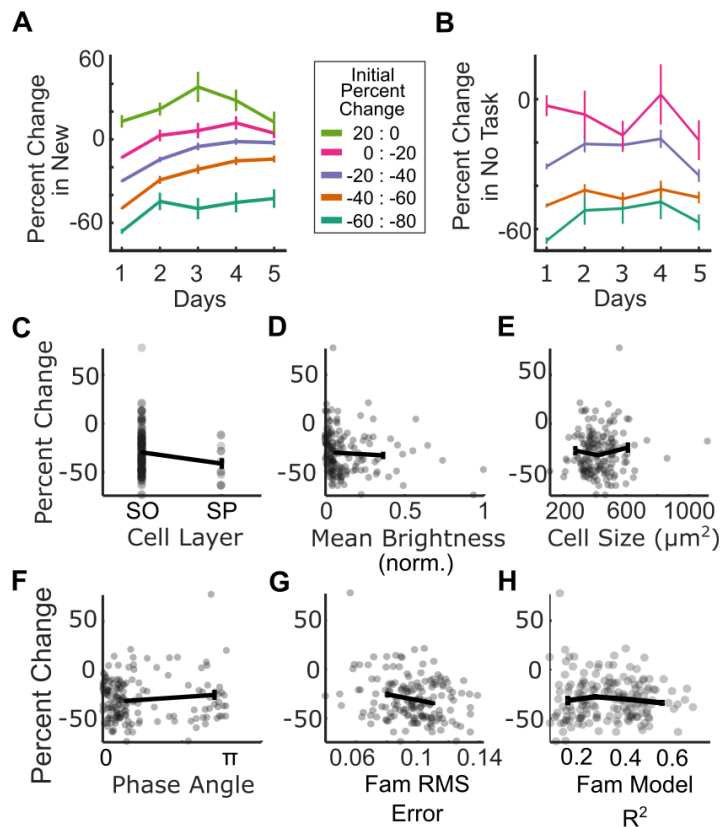 A
B
60
0
-60
Percent Change
in New
1 2 3 4 5
Days
Initial
Percent
Change
20 : 0
0 : -20
-20 : -40
-40 : -60
-60 : -80
0
-60
Percent Change
in No Task
1 2 3 4 5
Days
C
D
E
Percent Change
50
0
-50
SO SP
Cell Layer
50
0
-50
0 0.5 1
Mean Brightness
(norm.)
50
0
-50
200 600 1000
Cell Size (µm²)
F
G
H
Percent Change
50
0
-50
0 π
Phase Angle
50
0
-50
0.06 0.1 0.14
Fam RMS
Error
50
0
-50
0.2 0.4 0.6
Fam Model
R²